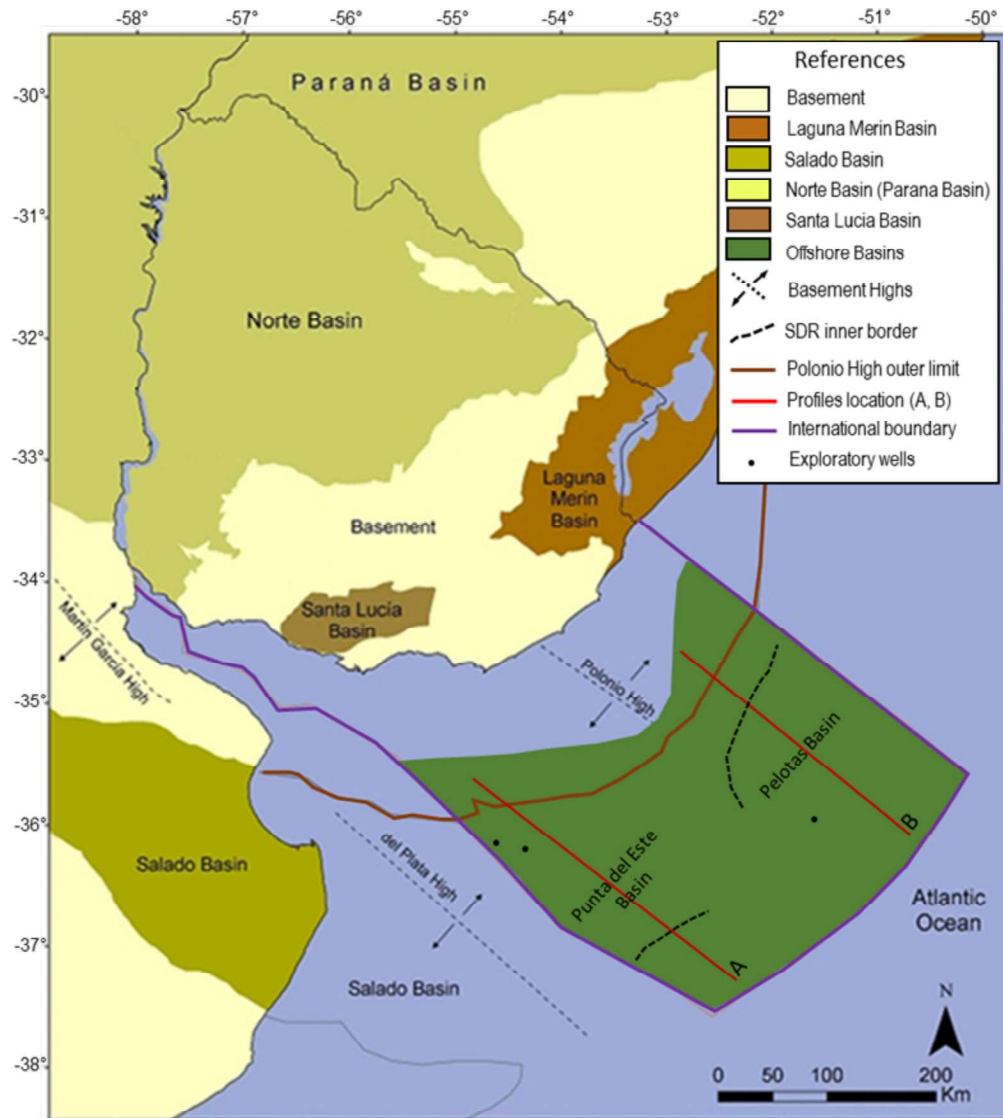 -58° -57° -56° -55° -54° -53° -52° -51° -50°
-30°
-31°
-32°
-33°
-34°
-35°
-36°
-37°
-38°
Paraná Basin
References
Basement
Laguna Merin Basin
Salado Basin
Norte Basin (Parana Basin)
Santa Lucia Basin
Offshore Basins
Basement Highs
SDR inner border
Polonio High outer limit
Profiles location (A, B)
International boundary
Exploratory wells
Norte Basin
Laguna
Merin
Basin
Basement
Santa Lucía
Basin
Martín García High
Polonio High
Pelotas Basin
B
Salado Basin
del Plata High
Punta del Este
Basin
A
Atlantic
Ocean
Salado Basin
N
0 50 100 200
Km